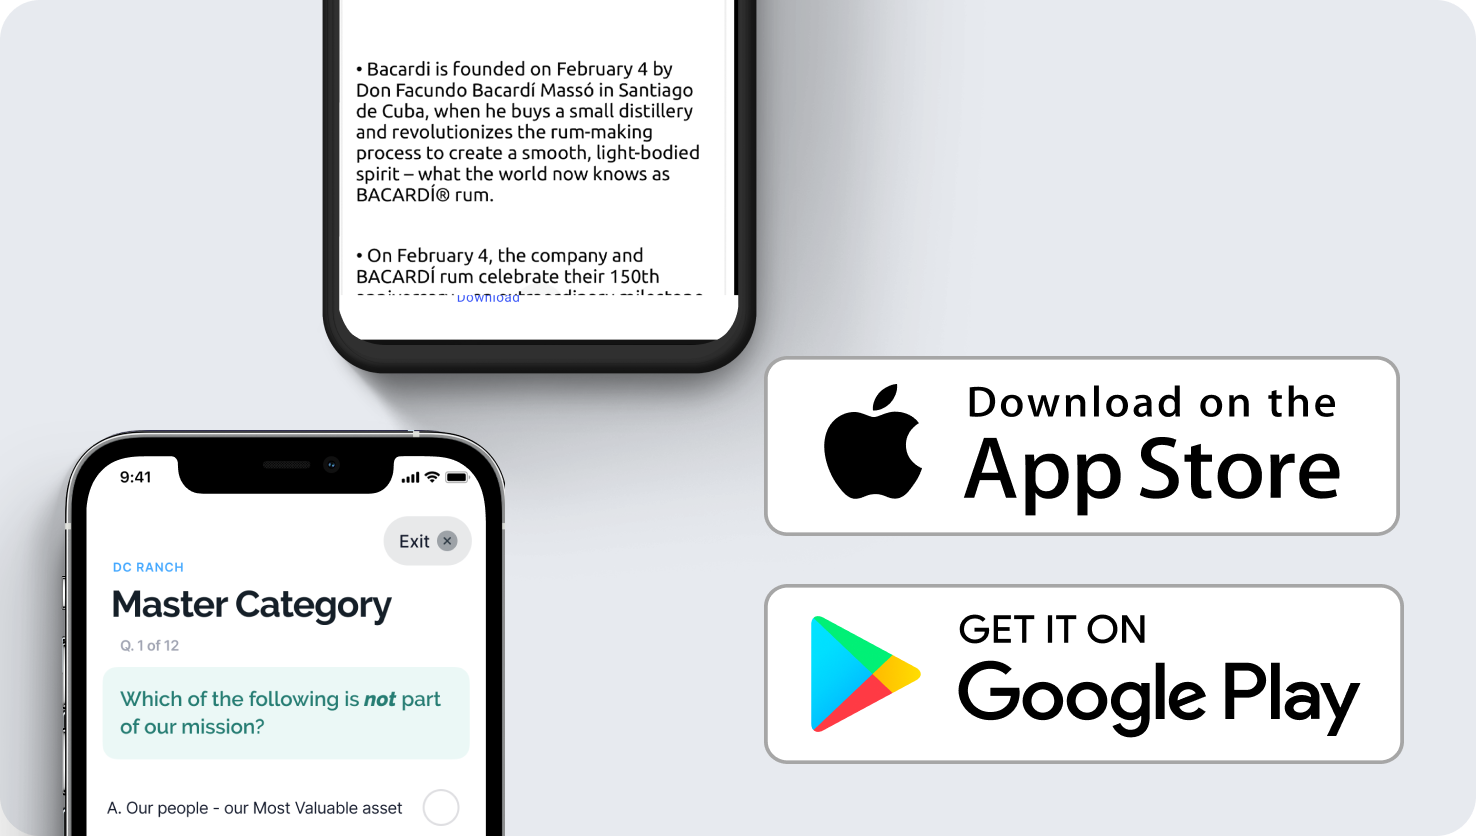 • Bacardi is founded on February 4 by
Don Facundo Bacardí Massó in Santiago
de Cuba, when he buys a small distillery
and revolutionizes the rum-making
process to create a smooth, light-bodied
spirit – what the world now knows as
BACARDÍ® rum.
• On February 4, the company and
BACARDÍ rum celebrate their 150th
Download
9:41
Exit
DC RANCH
Master Category
Q. 1 of 12
Which of the following is not part
of our mission?
A. Our people - our Most Valuable asset
Download on the
App Store
GET IT ON
Google Play